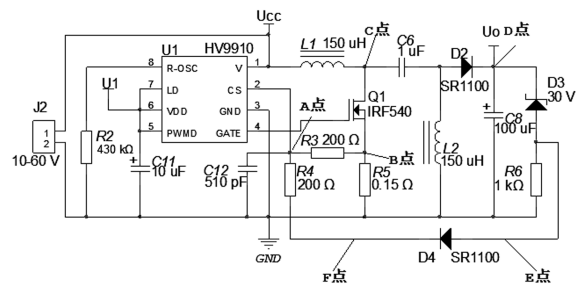 Ucc
U1 HV9910
L1 150 uH
C点
C6
1 uF
Uo D点
D2
SR1100
D3
30 V
8 R-OSC V 1
7 LD CS 2
6 VDD GND 3
5 PWMD GATE 4
U1
A点
Q1
IRF540
J2
1
2
10-60 V
R2
430 kΩ
C11
10 uF
C12
510 pF
R3 200 Ω
B点
R4
200 Ω
R5
0.15 Ω
L2
150 uH
C8
100 uF
R6
1 kΩ
GND
D4 SR1100
F点
E点